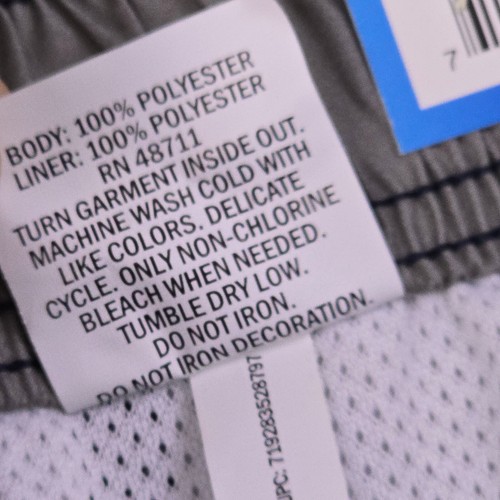 BODY: 100% POLYESTER
LINER: 100% POLYESTER
RN 48711
TURN GARMENT INSIDE OUT.
MACHINE WASH COLD WITH
LIKE COLORS. DELICATE
CYCLE. ONLY NON-CHLORINE
BLEACH WHEN NEEDED.
TUMBLE DRY LOW.
DO NOT IRON.
DO NOT IRON DECORATION.
UPC: 719283528797
7